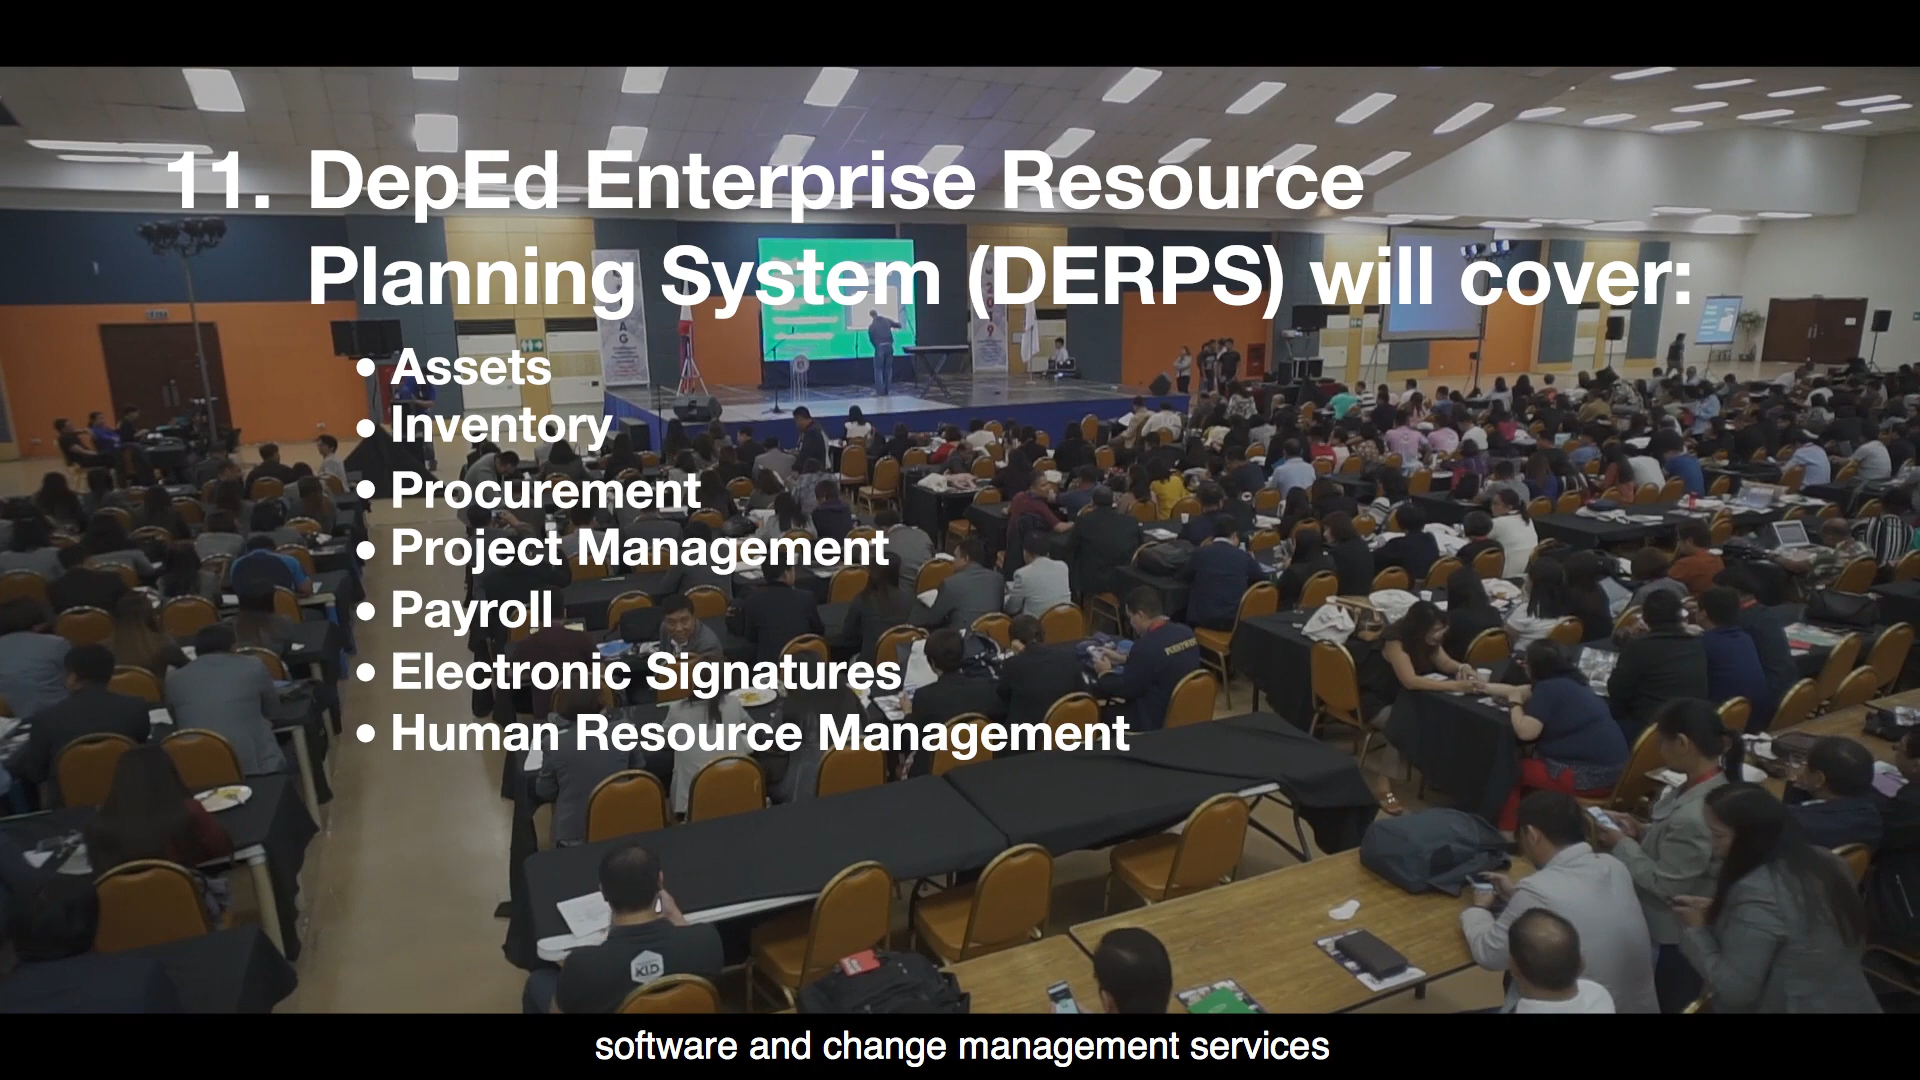 11. DepEd Enterprise Resource
Planning System (DERPS) will cover:
• Assets
• Inventory
• Procurement
• Project Management
• Payroll
• Electronic Signatures
• Human Resource Management
KID
software and change management services